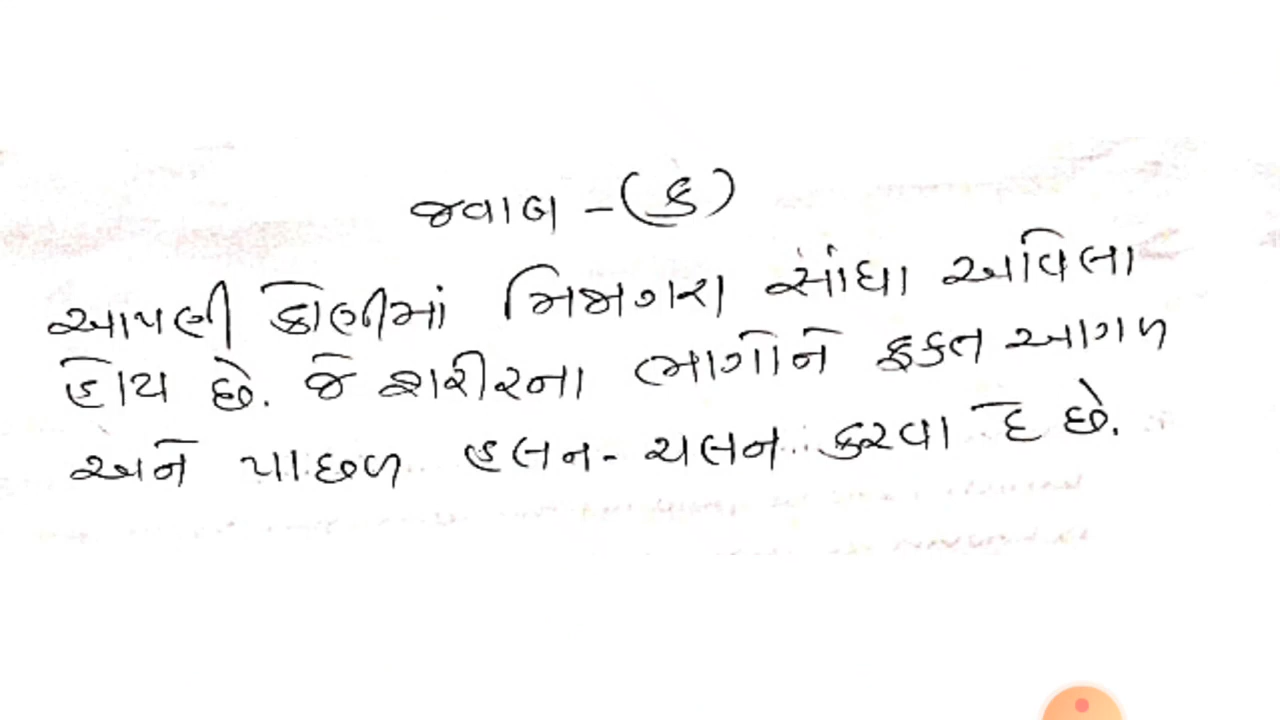 જવાબ - (ક)
આપણી કોણીમાં મિજાગરા સાંધા આવેલા
હોય છે. જે શરીરના ભાગોને ફક્ત આગળ
અને પાછળ હલન-ચલન કરવા દે છે.